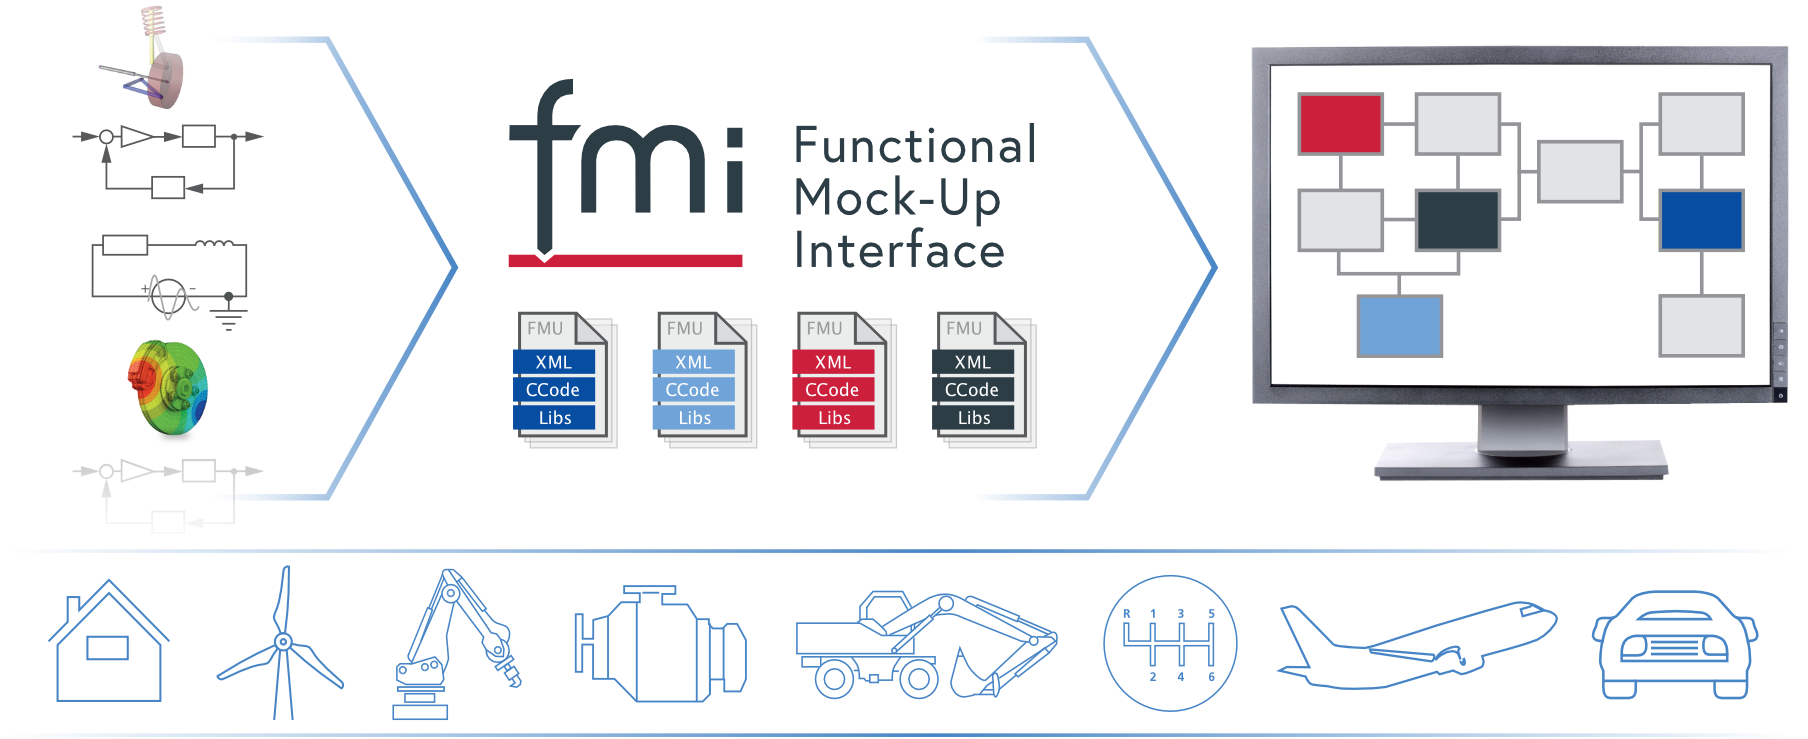 fmi
Functional
Mock-Up
Interface
+ −
FMU
XML
CCode
Libs
FMU
XML
CCode
Libs
FMU
XML
CCode
Libs
FMU
XML
CCode
Libs
R 1 3 5
2 4 6